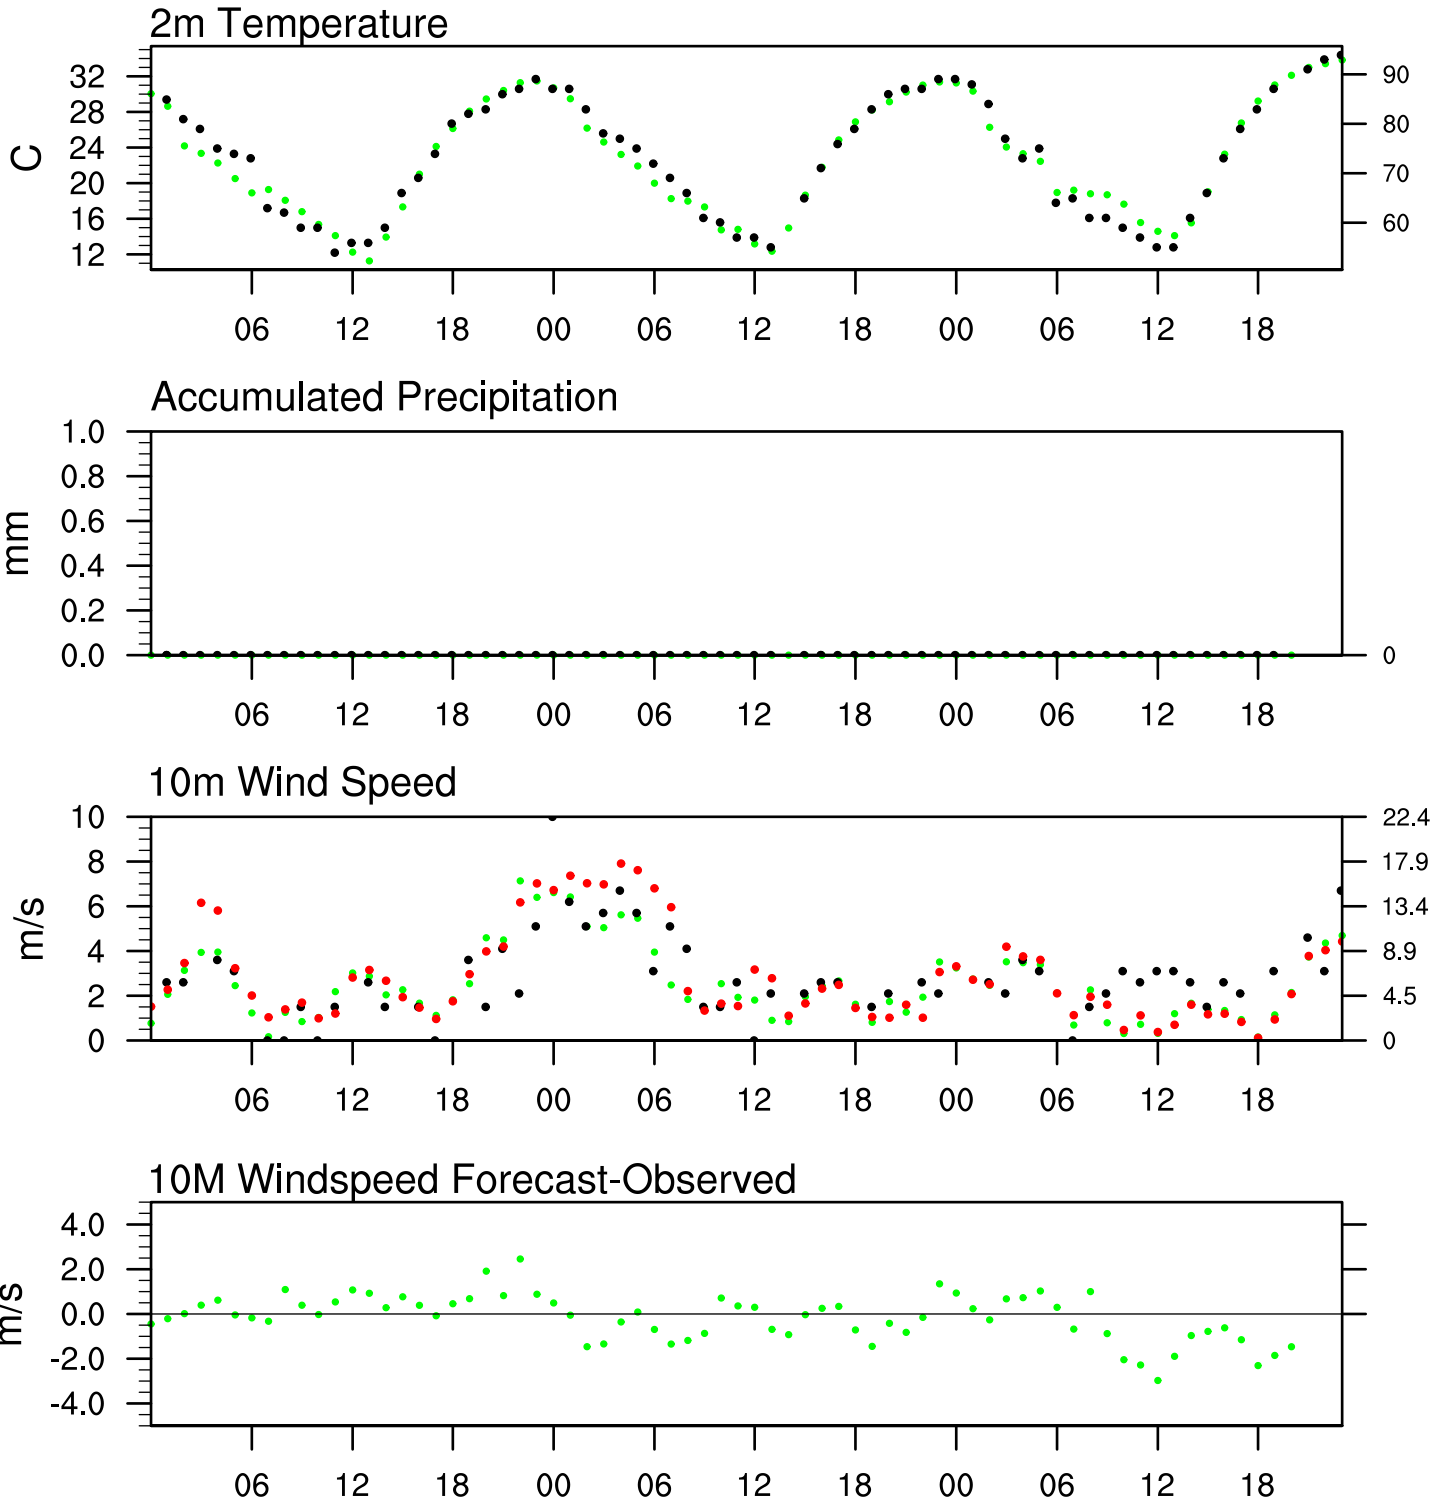 2m Temperature
32 90
28
24 80
C
20 70
16
60
12
06 12 18 00 06 12 18 00 06 12 18
Accumulated Precipitation
1.0
0.8
0.6
mm
0.4
0.2
0.0 0
06 12 18 00 06 12 18 00 06 12 18
10m Wind Speed
10 22.4
8 17.9
6 13.4
m/s
4 8.9
2 4.5
0 0
06 12 18 00 06 12 18 00 06 12 18
10M Windspeed Forecast-Observed
4.0
2.0
0.0
m/s
-2.0
-4.0
06 12 18 00 06 12 18 00 06 12 18